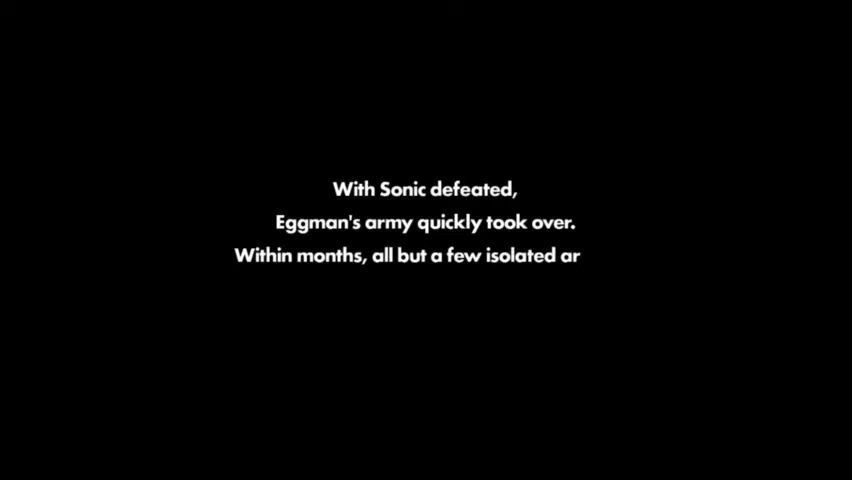 With Sonic defeated,
Eggman's army quickly took over.
Within months, all but a few isolated ar